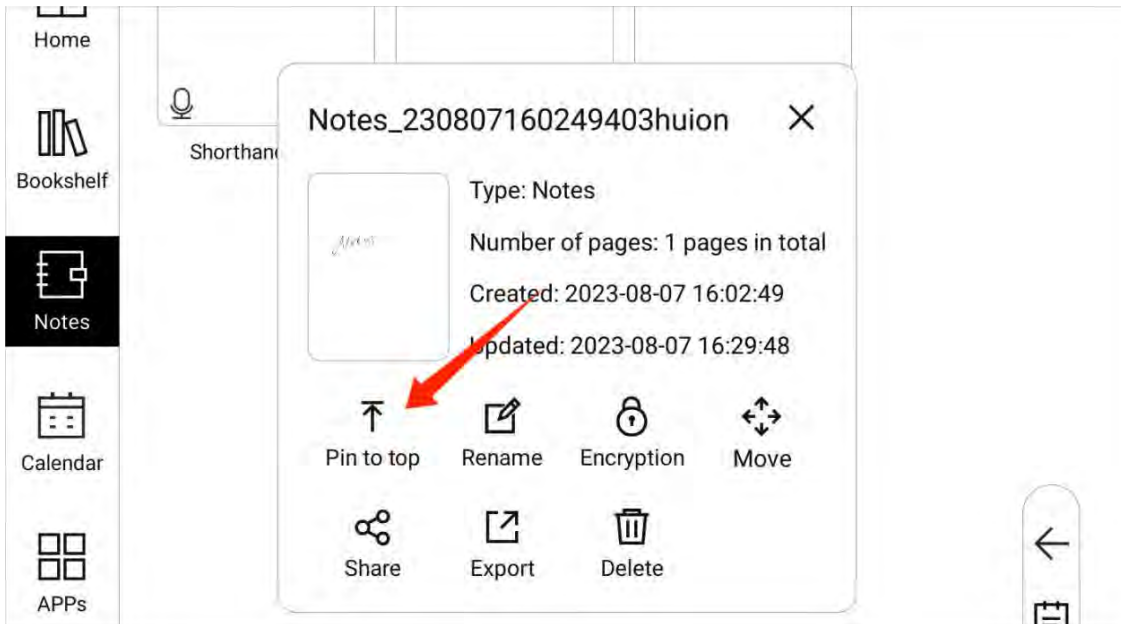 Home
Bookshelf
Notes
Calendar
APPs
Shorthan
Notes_230807160249403huion
Type: Notes
Number of pages: 1 pages in total
Created: 2023-08-07 16:02:49
Updated: 2023-08-07 16:29:48
Pin to top
Rename
Encryption
Move
Share
Export
Delete